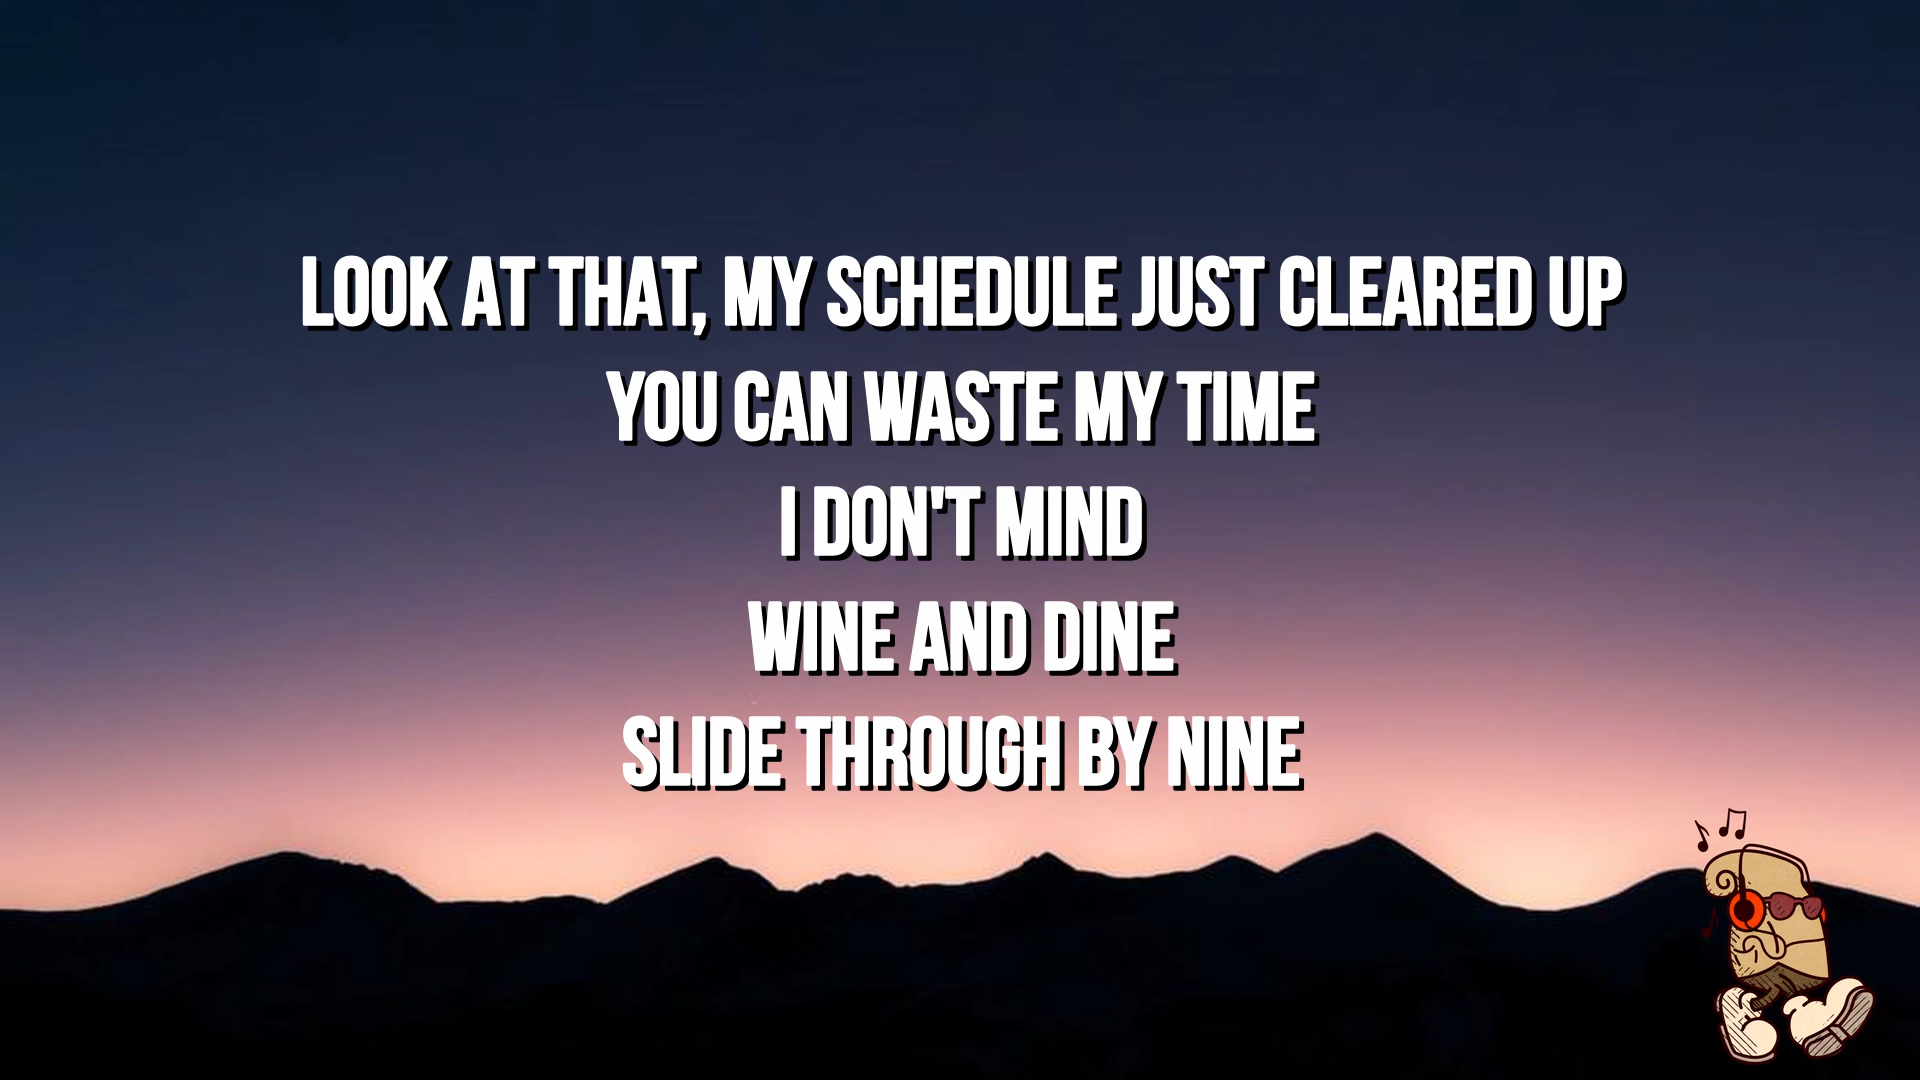 LOOK AT THAT, MY SCHEDULE JUST CLEARED UP
YOU CAN WASTE MY TIME
I DON'T MIND
WINE AND DINE
SLIDE THROUGH BY NINE